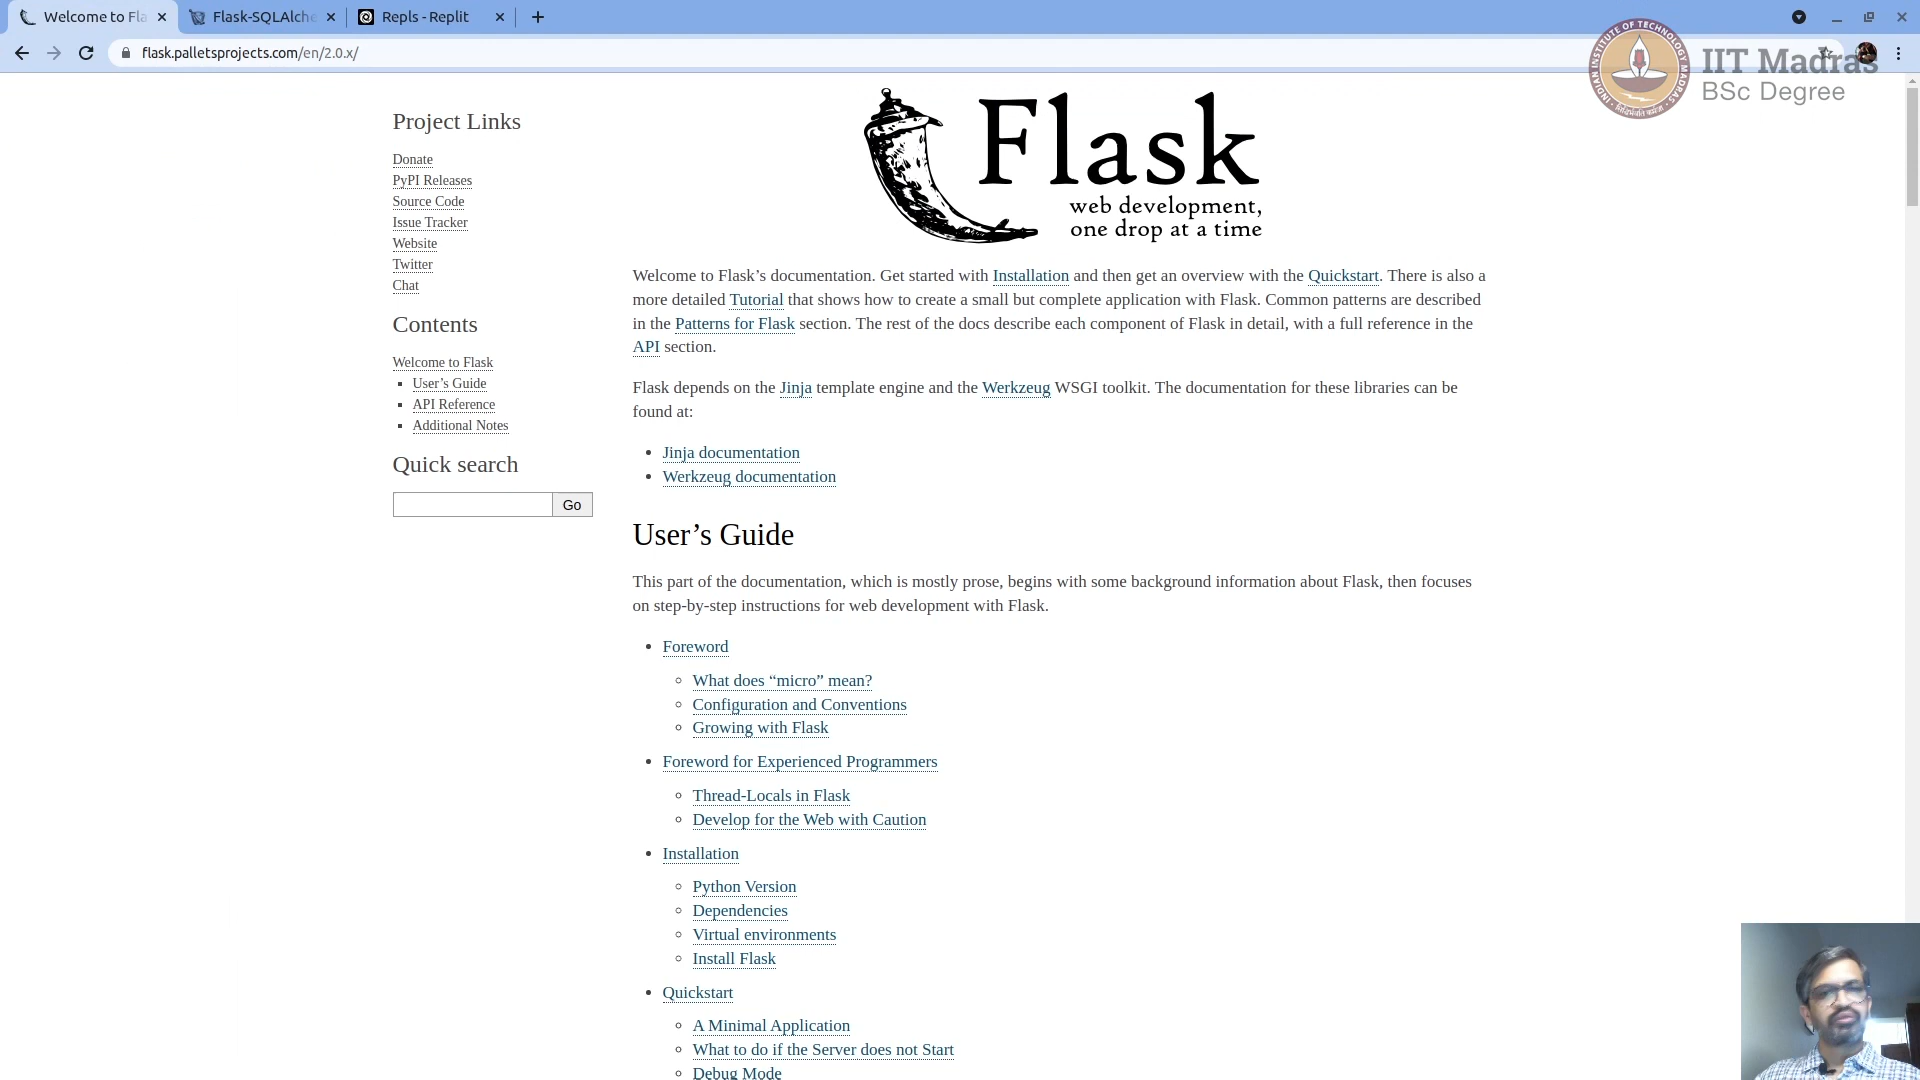 Welcome to Fla
Flask-SQLAlche
Repls - Replit
flask.palletsprojects.com/en/2.0.x/
IIT Madras
BSc Degree
INDIAN INSTITUTE OF TECHNOLOGY MADRAS
Project Links
Donate
PyPI Releases
Source Code
Issue Tracker
Website
Twitter
Chat
Contents
Welcome to Flask
User’s Guide
API Reference
Additional Notes
Quick search
Go
Flask
web development,
one drop at a time
Welcome to Flask’s documentation. Get started with Installation and then get an overview with the Quickstart. There is also a
more detailed Tutorial that shows how to create a small but complete application with Flask. Common patterns are described
in the Patterns for Flask section. The rest of the docs describe each component of Flask in detail, with a full reference in the
API section.
Flask depends on the Jinja template engine and the Werkzeug WSGI toolkit. The documentation for these libraries can be
found at:
Jinja documentation
Werkzeug documentation
User’s Guide
This part of the documentation, which is mostly prose, begins with some background information about Flask, then focuses
on step-by-step instructions for web development with Flask.
Foreword
What does “micro” mean?
Configuration and Conventions
Growing with Flask
Foreword for Experienced Programmers
Thread-Locals in Flask
Develop for the Web with Caution
Installation
Python Version
Dependencies
Virtual environments
Install Flask
Quickstart
A Minimal Application
What to do if the Server does not Start
Debug Mode